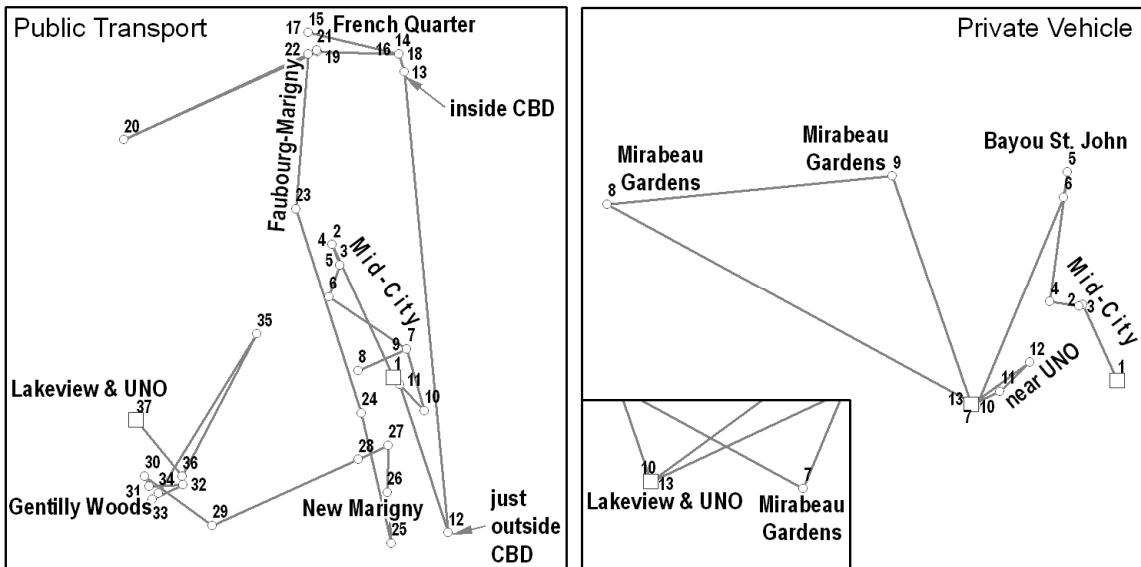 Public Transport
15
17
French Quarter
21
14
22
19
16
18
13
inside CBD
20
Faubourg-Marigny
23
2
4
3
5
6
Mid-City
7
9
8
1
11
10
35
Lakeview & UNO
37
24
27
28
30
36
34
31
32
26
Gentilly Woods
33
29
New Marigny
25
12
just
outside
CBD
Private Vehicle
Bayou St. John
5
6
Mirabeau
Gardens
9
Mirabeau
Gardens
8
Mid-City
4
2
3
1
12
11
near UNO
13
10
7
10
13
Lakeview & UNO
7
Mirabeau
Gardens